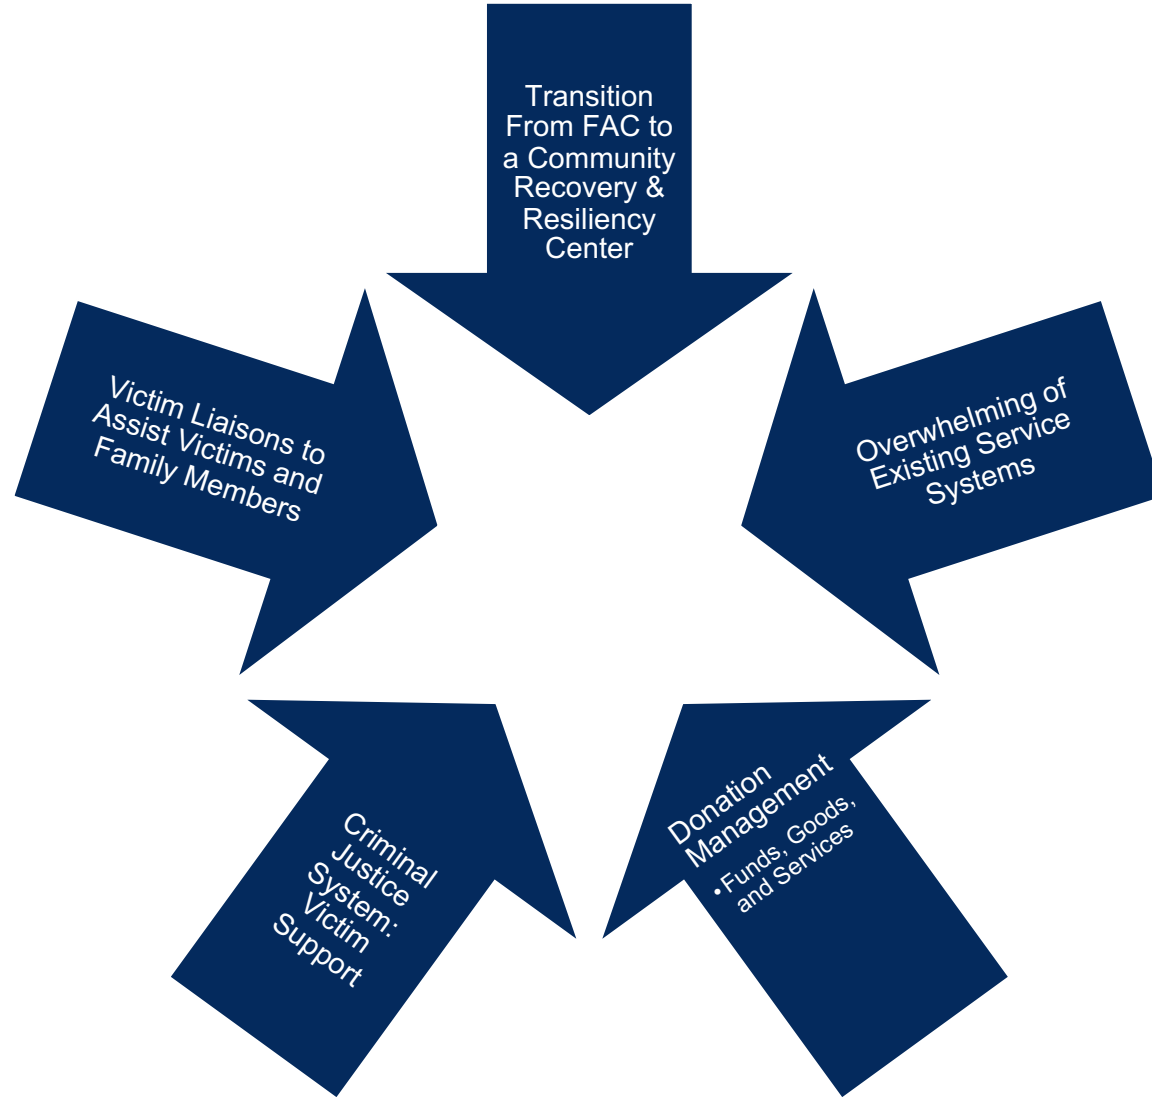 Transition
From FAC to
a Community
Recovery &
Resiliency
Center
Overwhelming of
Existing Service
Systems
Donation
Management
•Funds, Goods,
and Services
Criminal
Justice
System:
Victim
Support
Victim Liaisons to
Assist Victims and
Family Members